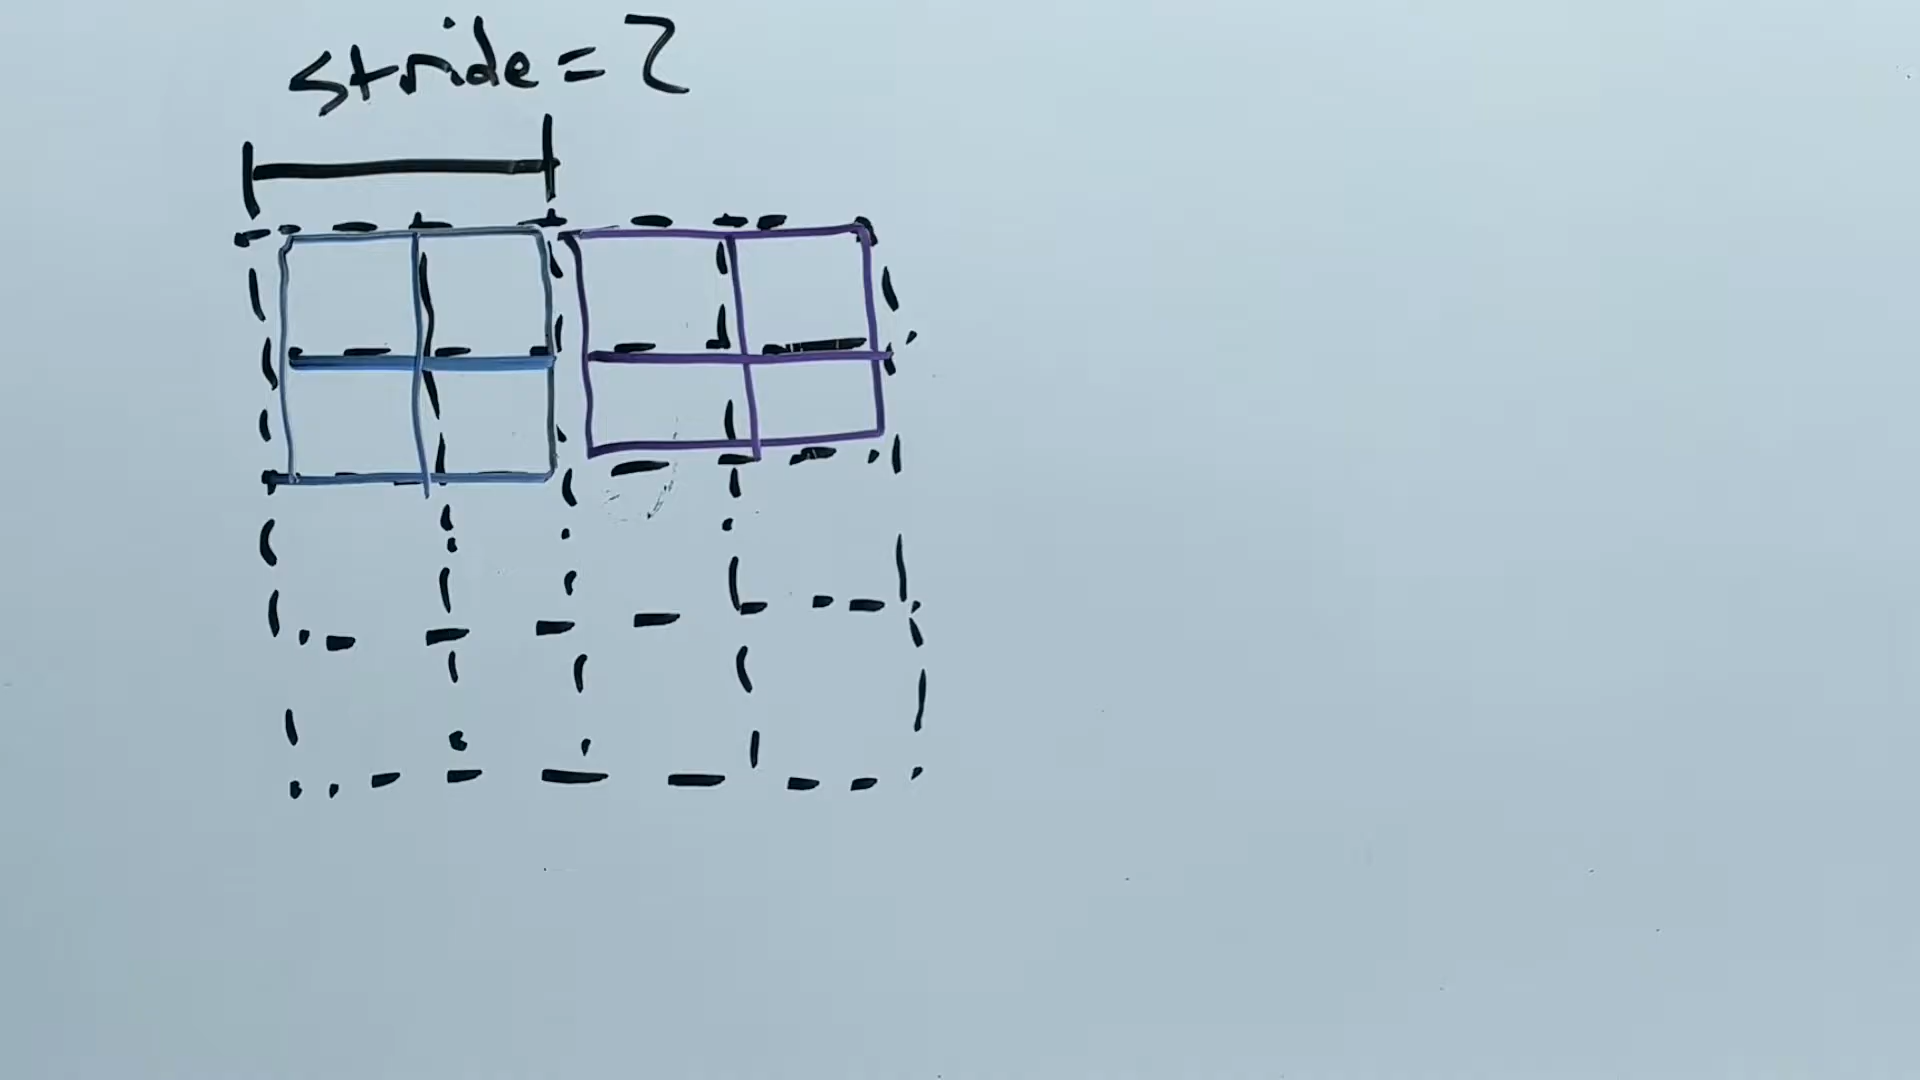 stride = 2